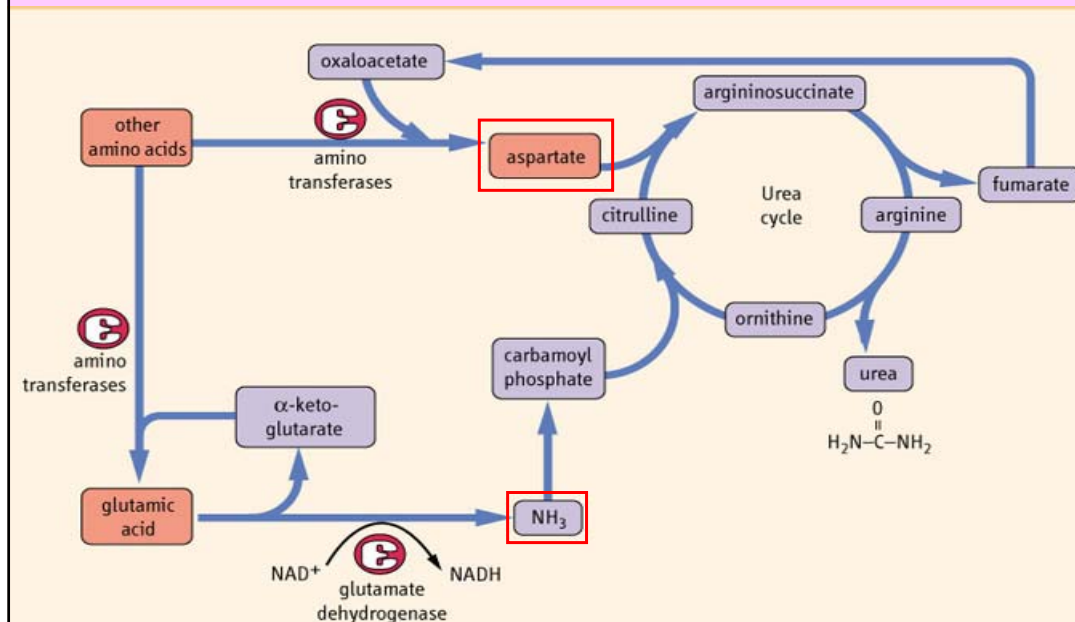 oxaloacetate
argininosuccinate
other
amino acids
amino
transferases
aspartate
fumarate
Urea
cycle
citrulline
arginine
ornithine
amino
transferases
carbamoyl
phosphate
urea
O
H₂N–C–NH₂
α-keto-
glutarate
glutamic
acid
NH₃
NAD⁺
NADH
glutamate
dehydrogenase